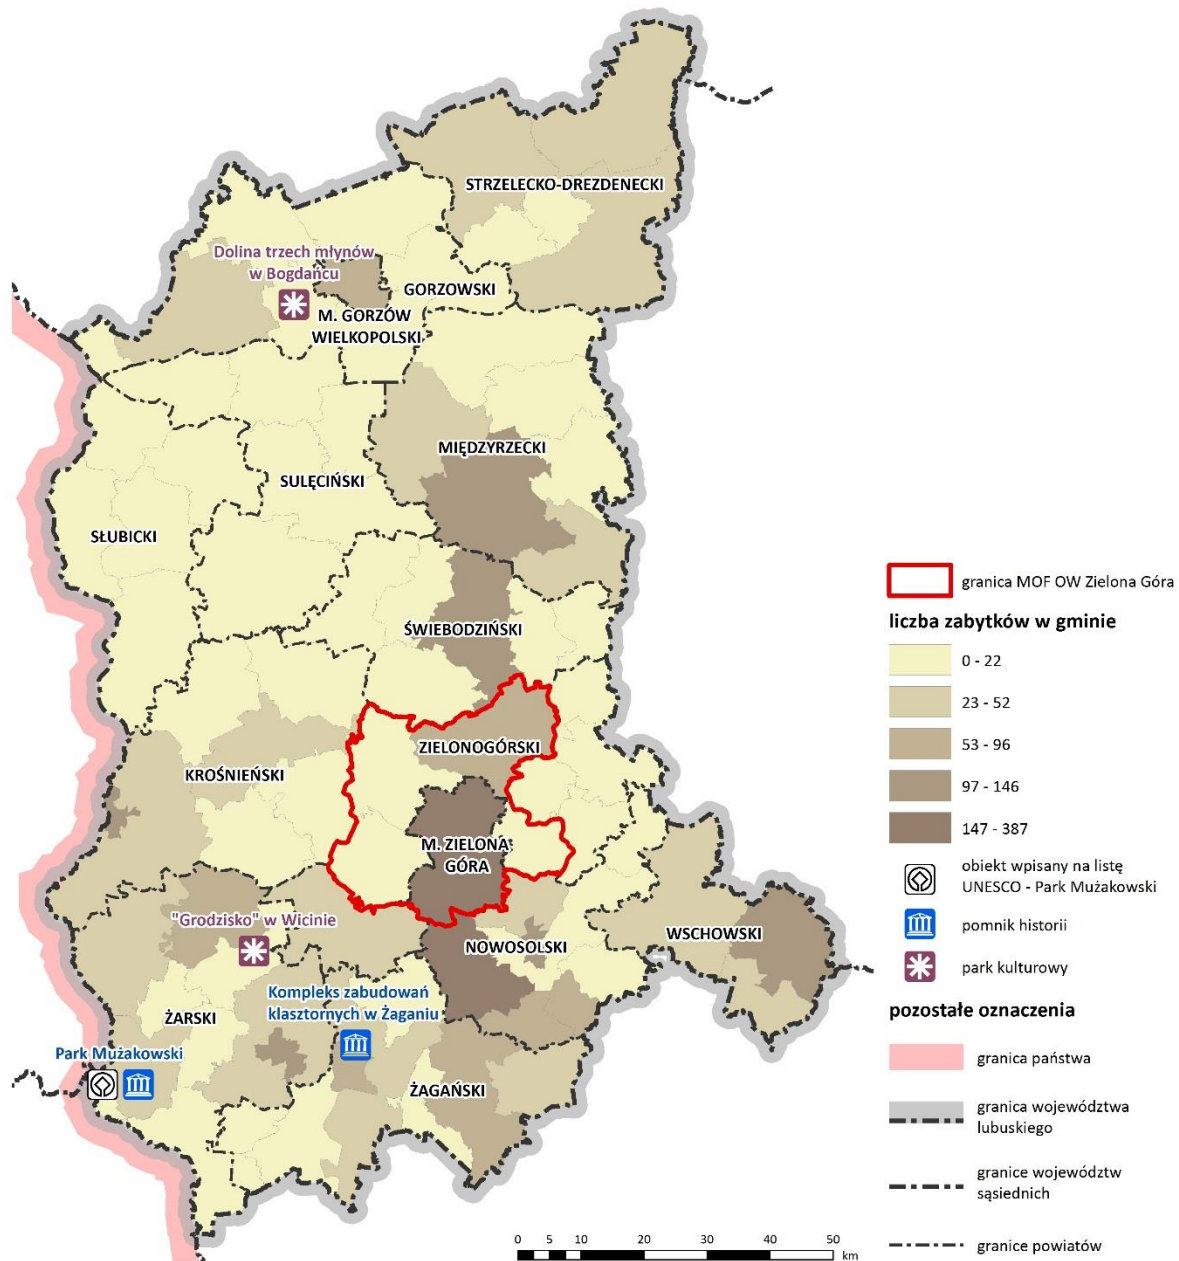 STRZELECKO-DREZDENECKI
Dolina trzech młynów
w Bogdańcu
GORZOWSKI
M. GORZÓW
WIELKOPOLSKI
MIĘDZYRZECKI
SULĘCIŃSKI
SŁUBICKI
ŚWIEBODZIŃSKI
ZIELONOGÓRSKI
KROŚNIEŃSKI
M. ZIELONA
GÓRA
"Grodzisko" w Wicinie
NOWOSOLSKI
WSCHOWSKI
Kompleks zabudowań
klasztornych w Żaganiu
ŻARSKI
Park Mużakowski
ŻAGAŃSKI
granica MOF OW Zielona Góra
liczba zabytków w gminie
0 - 22
23 - 52
53 - 96
97 - 146
147 - 387
obiekt wpisany na listę
UNESCO - Park Mużakowski
pomnik historii
park kulturowy
pozostałe oznaczenia
granica państwa
granica województwa
lubuskiego
granice województw
sąsiednich
granice powiatów
0 5 10 20 30 40 50
km